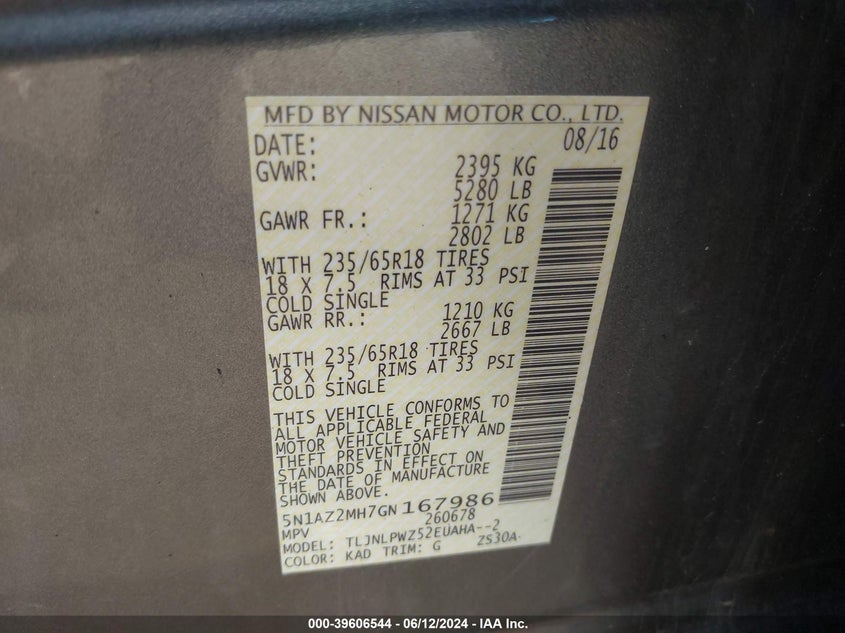 MFD BY NISSAN MOTOR CO., LTD.
DATE: 08/16
GVWR: 2395 KG
5280 LB
GAWR FR.: 1271 KG
2802 LB
WITH 235/65R18 TIRES
18 X 7.5 RIMS AT 33 PSI
COLD SINGLE
GAWR RR.: 1210 KG
2667 LB
WITH 235/65R18 TIRES
18 X 7.5 RIMS AT 33 PSI
COLD SINGLE
THIS VEHICLE CONFORMS TO
ALL APPLICABLE FEDERAL
MOTOR VEHICLE SAFETY AND
THEFT PREVENTION
STANDARDS IN EFFECT ON
THE DATE OF MANUFACTURE
SHOWN ABOVE.
5N1AZ2MH7GN167986
MPV 260678
MODEL: TLJNLPWZ52EUAHA--2
COLOR: KAD TRIM: G ZS30A
000-39606544 - 06/12/2024 - IAA Inc.